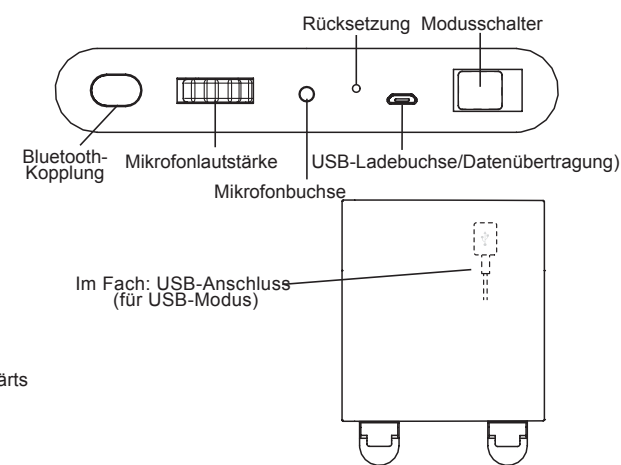 Rücksetzung Modusschalter
Bluetooth-
Kopplung
Mikrofonlautstärke
USB-Ladebuchse/Datenübertragung)
Mikrofonbuchse
Im Fach: USB-Anschluss
(für USB-Modus)
ärts